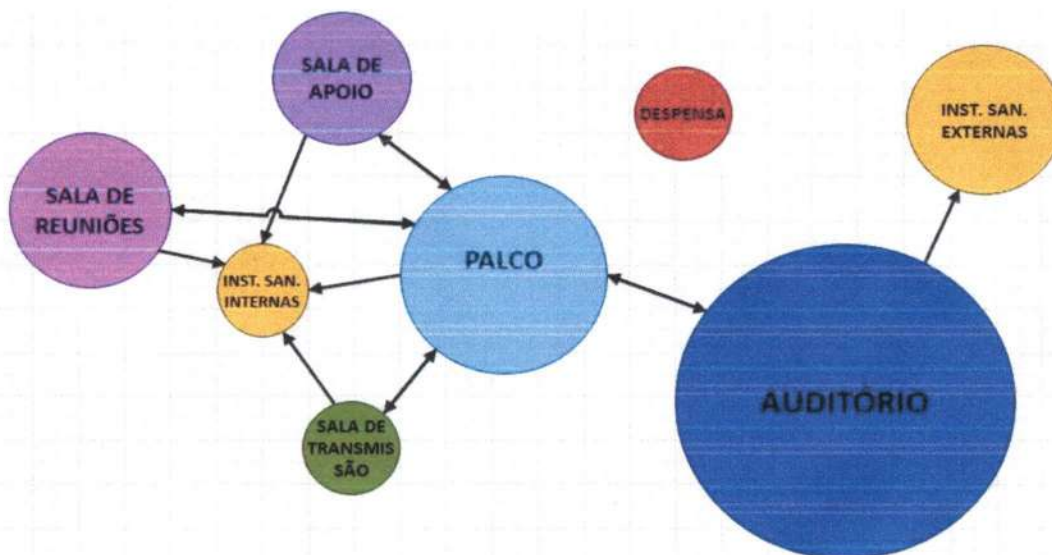 SALA DE
APOIO
DESPENSA
INST. SAN.
EXTERNAS
SALA DE
REUNIÕES
INST. SAN.
INTERNAS
PALCO
AUDITÓRIO
SALA DE
TRANSMIS
SÃO